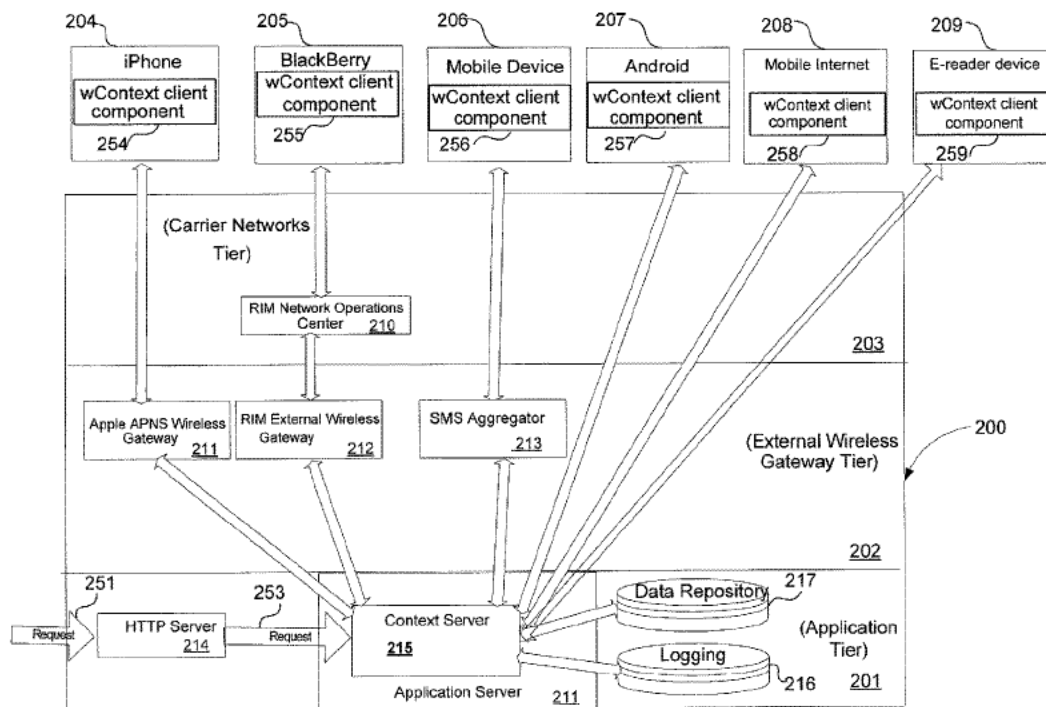 204
205
206
207
208
209
iPhone
wContext client
component
254
BlackBerry
wContext client
component
255
Mobile Device
wContext client
component
256
Android
wContext client
component
257
Mobile Internet
wContext client
component
258
E-reader device
wContext client
component
259
(Carrier Networks
Tier)
RIM Network Operations
Center 210
203
Apple APNS Wireless
Gateway 211
RIM External Wireless
Gateway 212
SMS Aggregator
213
(External Wireless
Gateway Tier)
200
202
251
Request
HTTP Server
214
253
Request
Context Server
215
Application Server
211
Data Repository
217
Logging
216
(Application
Tier)
201